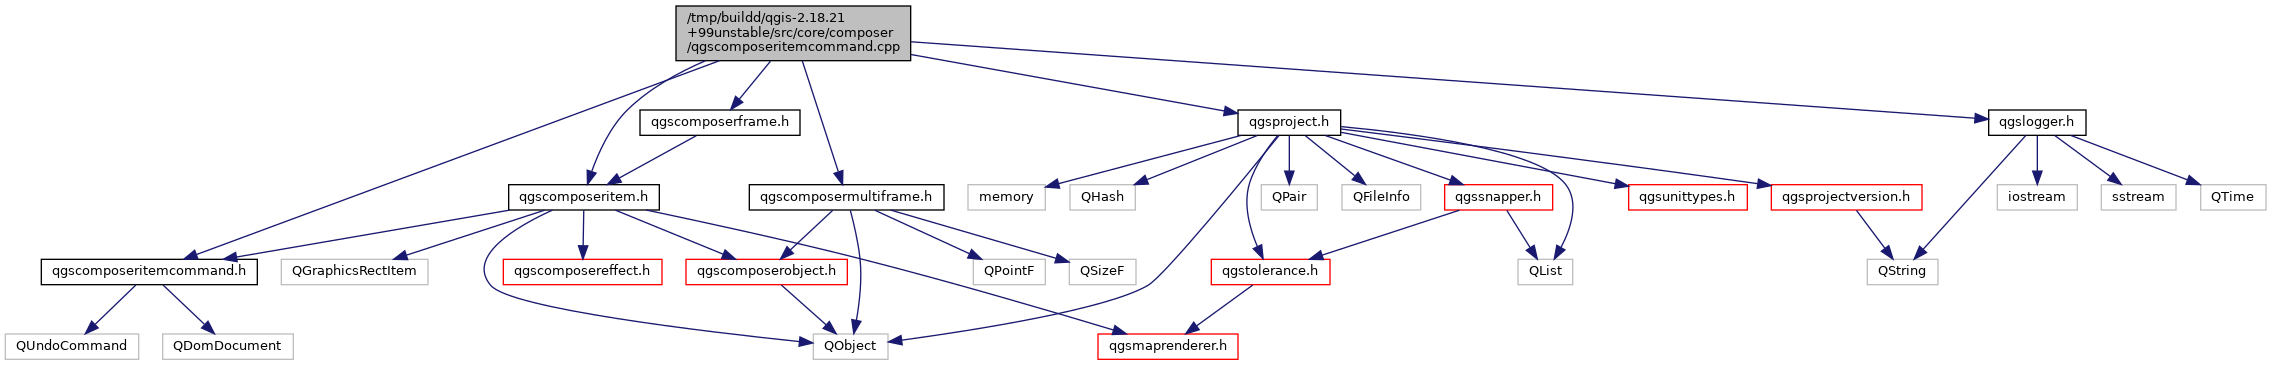 /tmp/buildd/qgis-2.18.21
+99unstable/src/core/composer
/qgscomposeritemcommand.cpp
qgscomposerframe.h
qgsproject.h
qgslogger.h
qgscomposeritem.h
qgscomposermultiframe.h
memory
QHash
QPair
QFileInfo
qgssnapper.h
qgsunittypes.h
qgsprojectversion.h
iostream
sstream
QTime
qgscomposeritemcommand.h
QGraphicsRectItem
qgscomposereffect.h
qgscomposerobject.h
QPointF
QSizeF
qgstolerance.h
QList
QString
QUndoCommand
QDomDocument
QObject
qgsmaprenderer.h